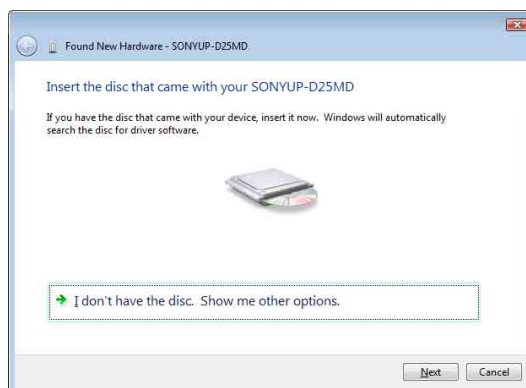 Found New Hardware - SONYUP-D25MD
Insert the disc that came with your SONYUP-D25MD
If you have the disc that came with your device, insert it now. Windows will automatically
search the disc for driver software.
I don't have the disc. Show me other options.
Next Cancel